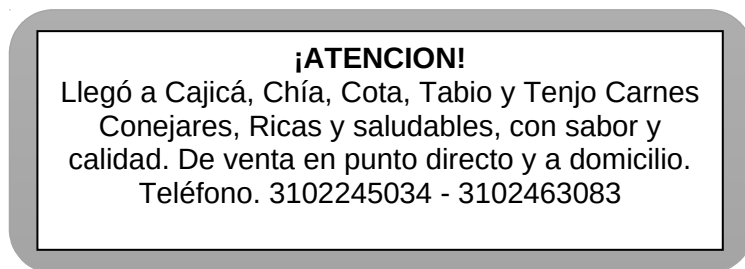 ¡ATENCION!
Llegó a Cajicá, Chía, Cota, Tabio y Tenjo Carnes
Conejares, Ricas y saludables, con sabor y
calidad. De venta en punto directo y a domicilio.
Teléfono. 3102245034 - 3102463083